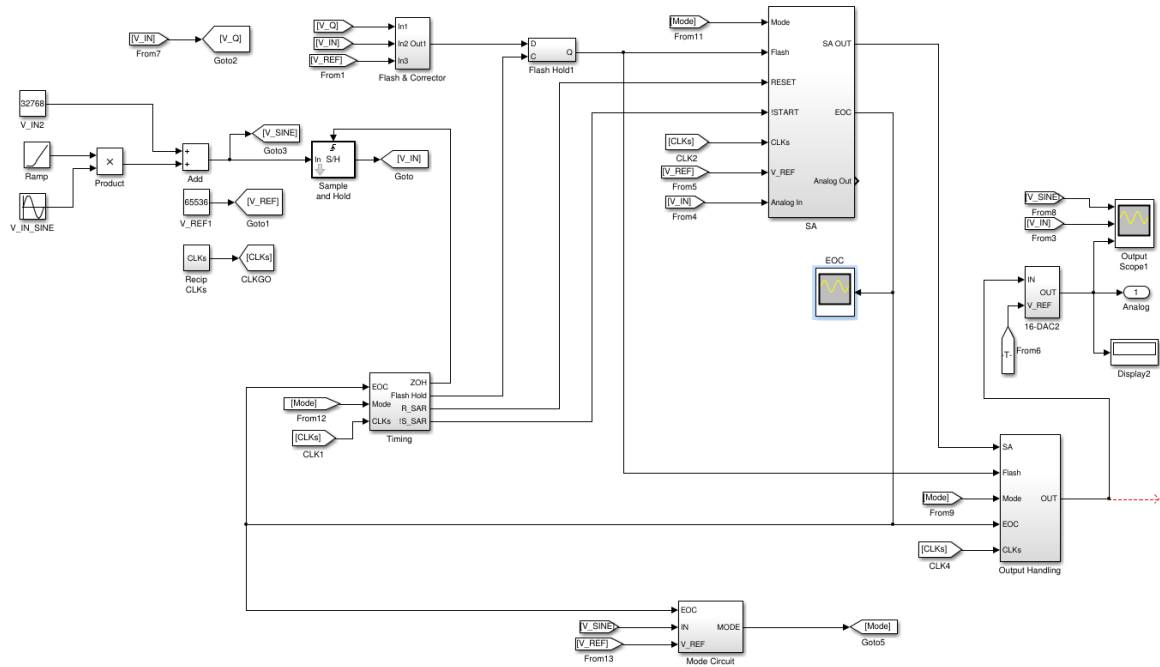 [V_IN]
From7
[V_Q]
Goto2
[V_Q]
[V_IN]
[V_REF]
From1
In1
In2 Out1
In3
Flash & Corrector
D
C
Q
Flash Hold1
[Mode]
From11
Mode
Flash
RESET
!START
CLKs
V_REF
Analog In
SA OUT
EOC
Analog Out
SA
[CLKs]
CLK2
[V_REF]
From5
[V_IN]
From4
32768
V_IN2
Ramp
V_IN_SINE
×
Product
+
+
Add
[V_SINE]
Goto3
In S/H
Sample
and Hold
[V_IN]
Goto
65536
V_REF1
[V_REF]
Goto1
CLKs
Recip
CLKs
[CLKs]
CLKGO
EOC
[V_SINE]
From8
[V_IN]
From3
Output
Scope1
IN
V_REF
OUT
16-DAC2
1
Analog
-T-
From6
Display2
[Mode]
From12
[CLKs]
CLK1
EOC
Mode
CLKs
ZOH
Flash Hold
R_SAR
!S_SAR
Timing
[Mode]
From9
[CLKs]
CLK4
SA
Flash
Mode
EOC
CLKs
OUT
Output Handling
[V_SINE]
[V_REF]
From13
EOC
IN
V_REF
MODE
Mode Circuit
[Mode]
Goto5